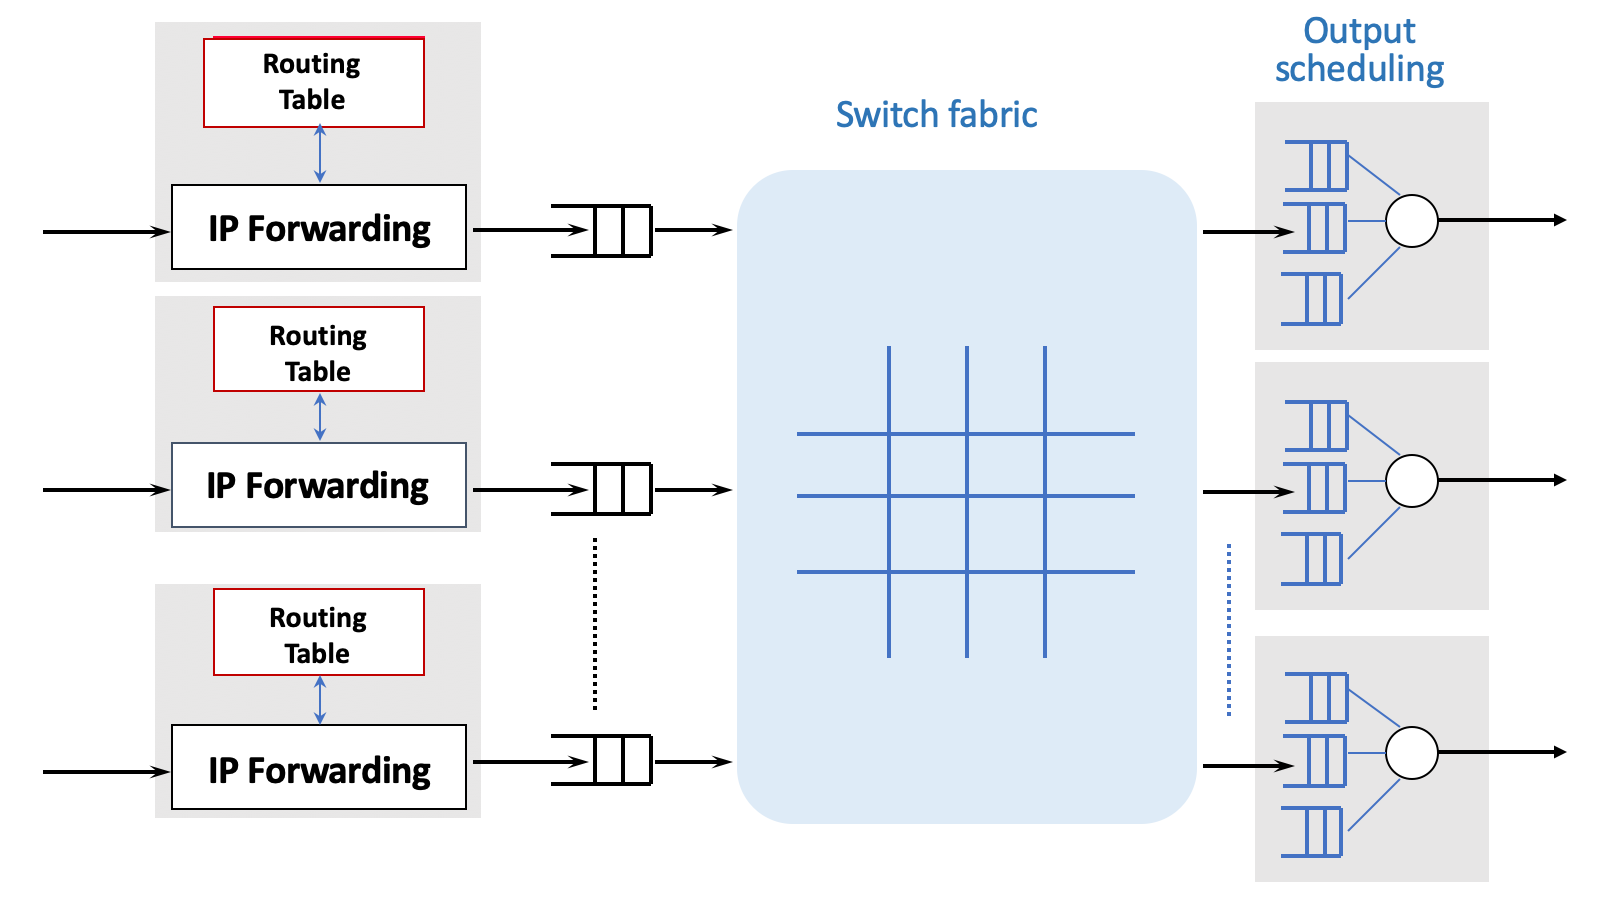 Routing
Table
IP Forwarding
Routing
Table
IP Forwarding
Routing
Table
IP Forwarding
Switch fabric
Output
scheduling